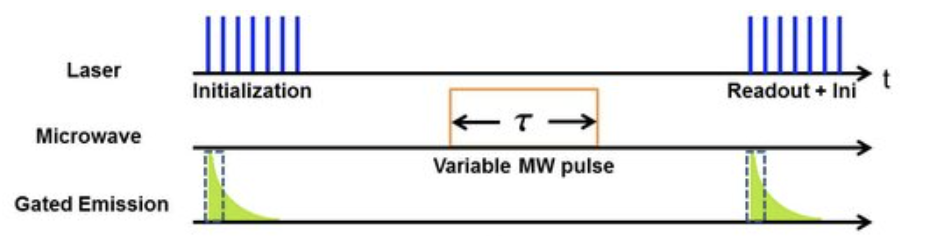 Laser
t
Initialization
Readout + Ini
τ
Microwave
Variable MW pulse
Gated Emission